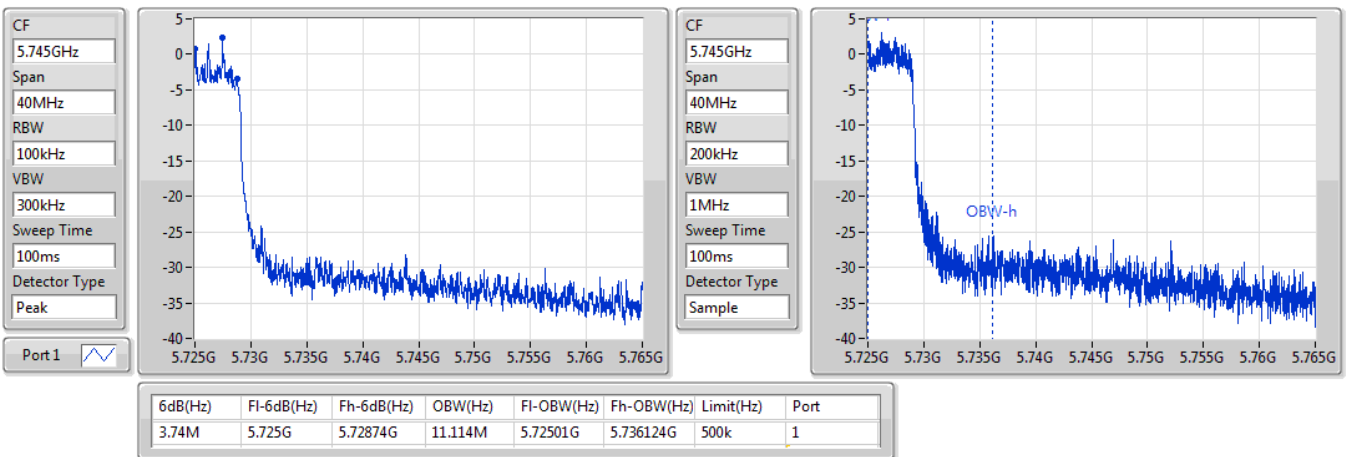 CF
5.745GHz
Span
40MHz
RBW
100kHz
VBW
300kHz
Sweep Time
100ms
Detector Type
Peak
Port 1
5
0
-5
-10
-15
-20
-25
-30
-35
-40
5.725G 5.73G 5.735G 5.74G 5.745G 5.75G 5.755G 5.76G 5.765G
CF
5.745GHz
Span
40MHz
RBW
200kHz
VBW
1MHz
Sweep Time
100ms
Detector Type
Sample
5
0
-5
-10
-15
-20
-25
-30
-35
-40
OBW-h
5.725G 5.73G 5.735G 5.74G 5.745G 5.75G 5.755G 5.76G 5.765G
6dB(Hz) Fl-6dB(Hz) Fh-6dB(Hz) OBW(Hz) Fl-OBW(Hz) Fh-OBW(Hz) Limit(Hz) Port
3.74M 5.725G 5.72874G 11.114M 5.72501G 5.736124G 500k 1